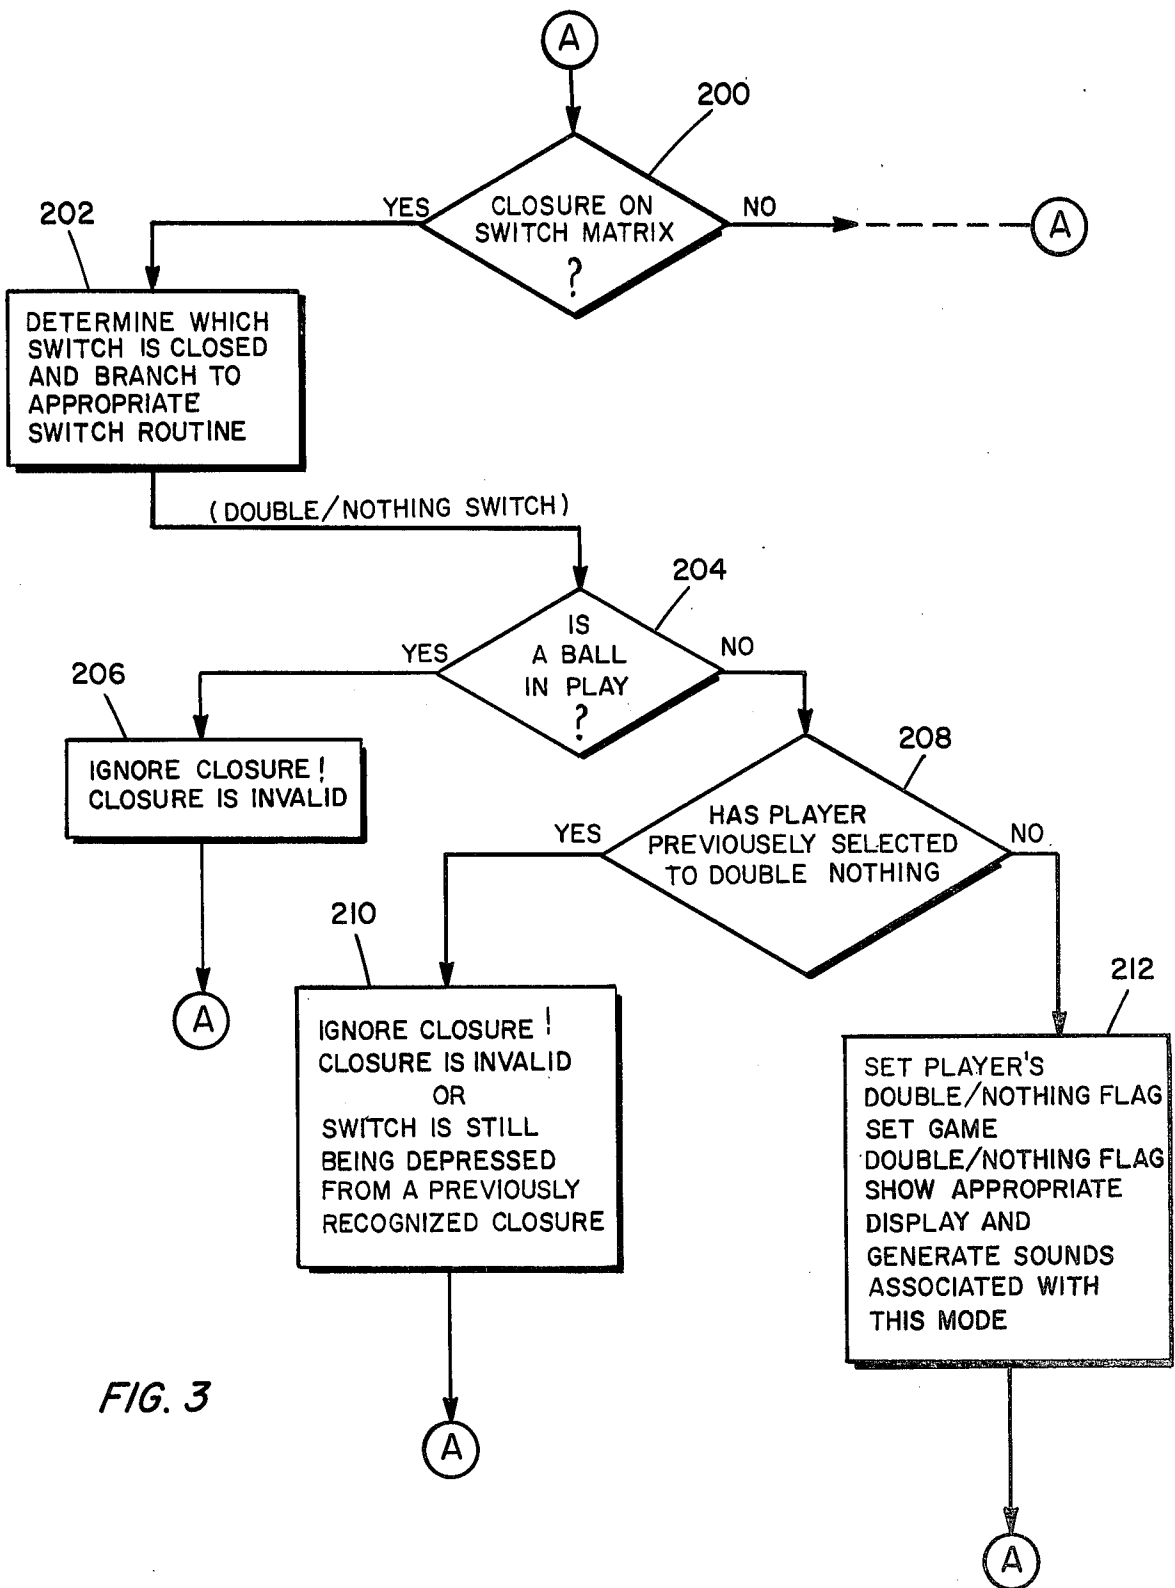 A
200
CLOSURE ON
SWITCH MATRIX
?
YES
NO
A
202
DETERMINE WHICH
SWITCH IS CLOSED
AND BRANCH TO
APPROPRIATE
SWITCH ROUTINE
(DOUBLE/NOTHING SWITCH)
204
IS
A BALL
IN PLAY
?
YES
NO
206
IGNORE CLOSURE!
CLOSURE IS INVALID
A
208
HAS PLAYER
PREVIOUSELY SELECTED
TO DOUBLE NOTHING
YES
NO
210
IGNORE CLOSURE!
CLOSURE IS INVALID
OR
SWITCH IS STILL
BEING DEPRESSED
FROM A PREVIOUSLY
RECOGNIZED CLOSURE
A
212
SET PLAYER'S
DOUBLE/NOTHING FLAG
SET GAME
DOUBLE/NOTHING FLAG
SHOW APPROPRIATE
DISPLAY AND
GENERATE SOUNDS
ASSOCIATED WITH
THIS MODE
A
FIG. 3